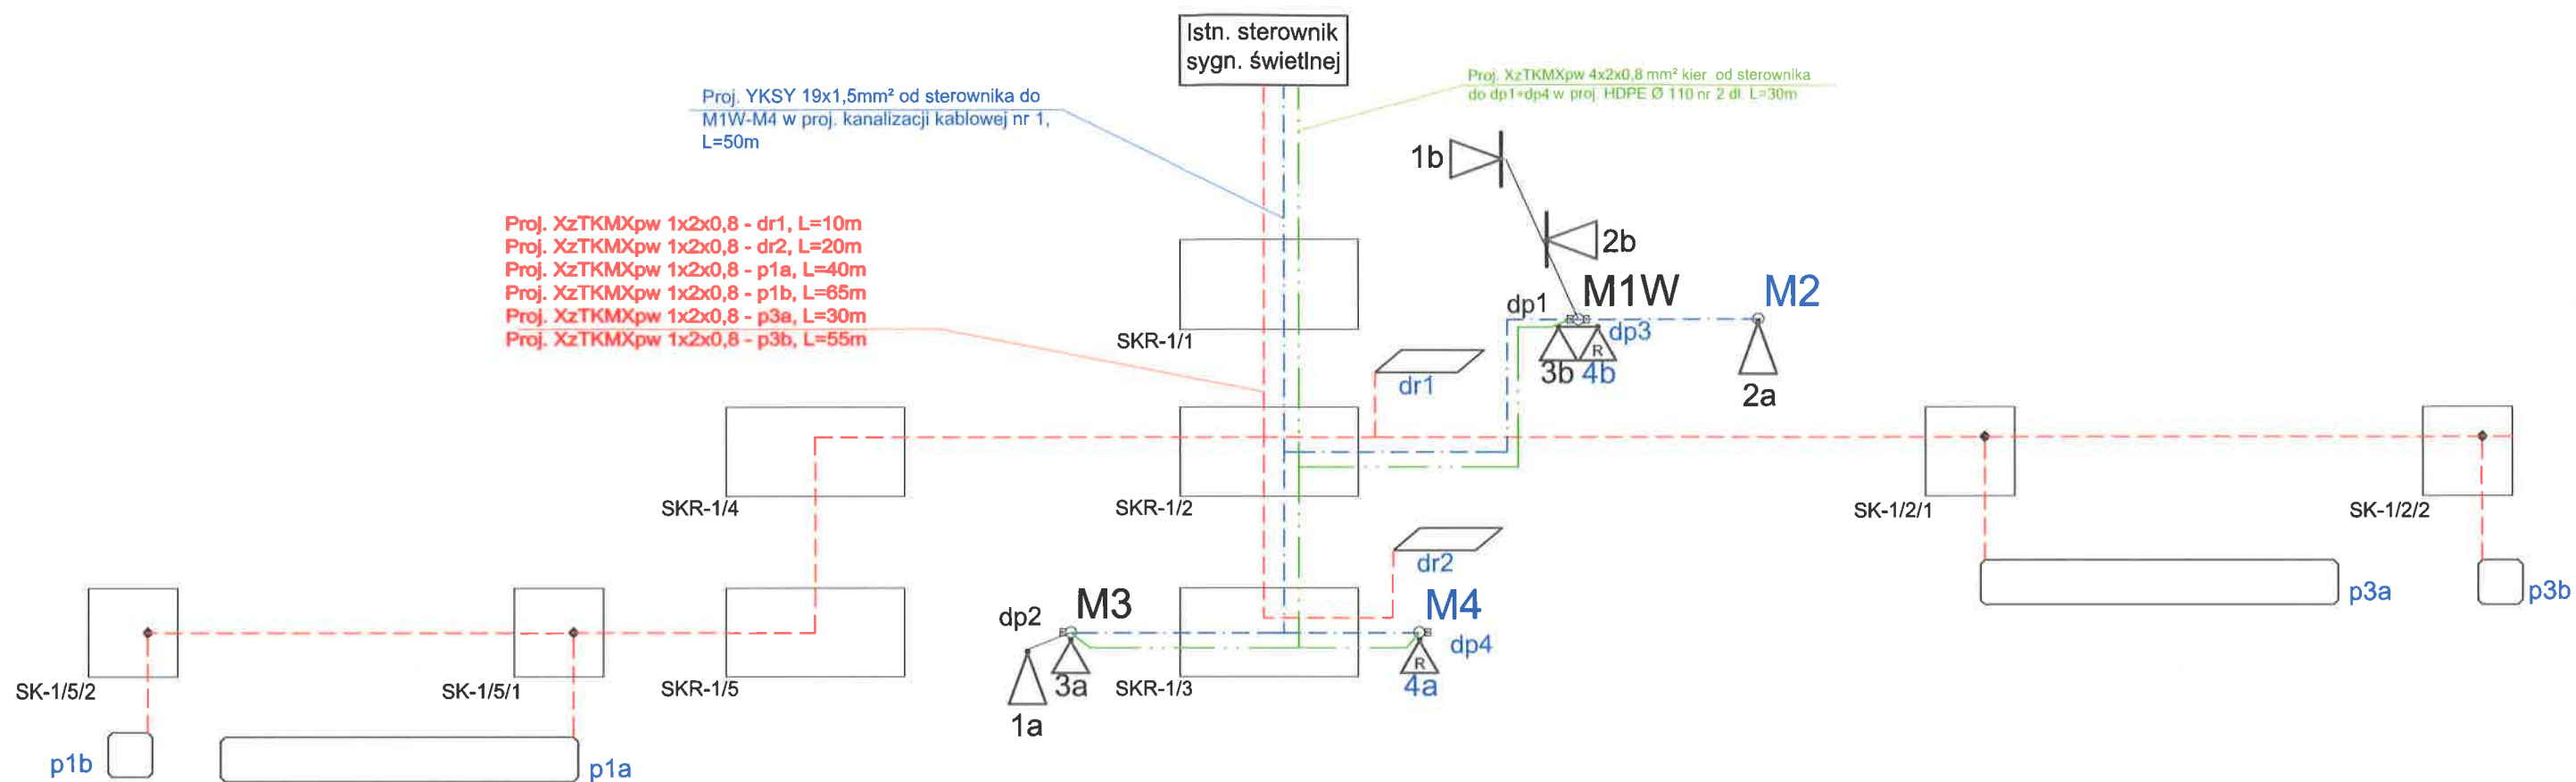 Istn. sterownik
sygn. świetlnej
Proj. YKSY 19x1,5mm² od sterownika do
M1W-M4 w proj. kanalizacji kablowej nr 1,
L=50m
Proj. XzTKMXpw 4x2x0,8 mm² kier. od sterownika
do dp1÷dp4 w proj. HDPE Ø 110 nr 2 dł. L=30m
Proj. XzTKMXpw 1x2x0,8 - dr1, L=10m
Proj. XzTKMXpw 1x2x0,8 - dr2, L=20m
Proj. XzTKMXpw 1x2x0,8 - p1a, L=40m
Proj. XzTKMXpw 1x2x0,8 - p1b, L=65m
Proj. XzTKMXpw 1x2x0,8 - p3a, L=30m
Proj. XzTKMXpw 1x2x0,8 - p3b, L=55m
1b
2b
M1W
M2
dp1
dp3
SKR-1/1
R
3b
4b
2a
dr1
SKR-1/4
SKR-1/2
SK-1/2/1
SK-1/2/2
dr2
p3a
p3b
M3
M4
dp2
dp4
R
SK-1/5/2
SK-1/5/1
SKR-1/5
3a
SKR-1/3
4a
1a
p1b
p1a